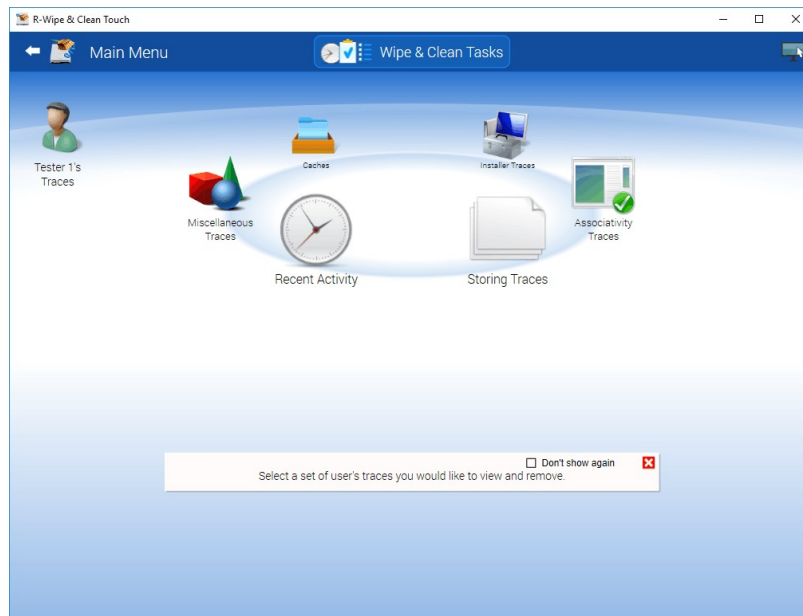 R-Wipe & Clean Touch
Main Menu
Wipe & Clean Tasks
Tester 1's
Traces
Caches
Installer Traces
Miscellaneous
Traces
Associativity
Traces
Recent Activity
Storing Traces
Don't show again
Select a set of user's traces you would like to view and remove.